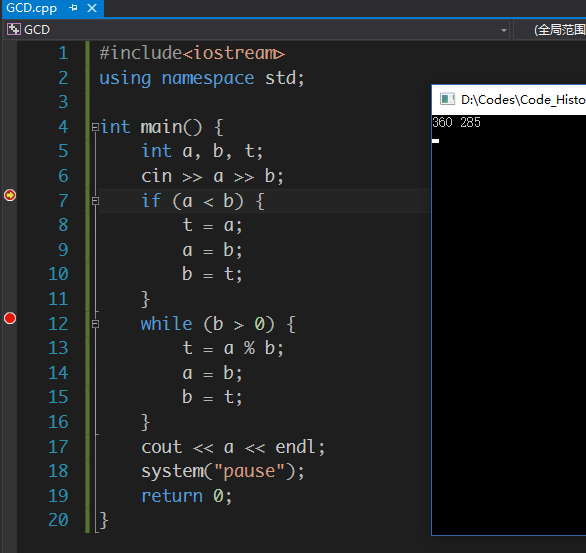 GCD.cpp
GCD
(全局范围
D:\Codes\Code_Histo
360 285
1 #include<iostream>
2 using namespace std;
3
4 int main() {
5 int a, b, t;
6 cin >> a >> b;
7 if (a < b) {
8 t = a;
9 a = b;
10 b = t;
11 }
12 while (b > 0) {
13 t = a % b;
14 a = b;
15 b = t;
16 }
17 cout << a << endl;
18 system("pause");
19 return 0;
20 }